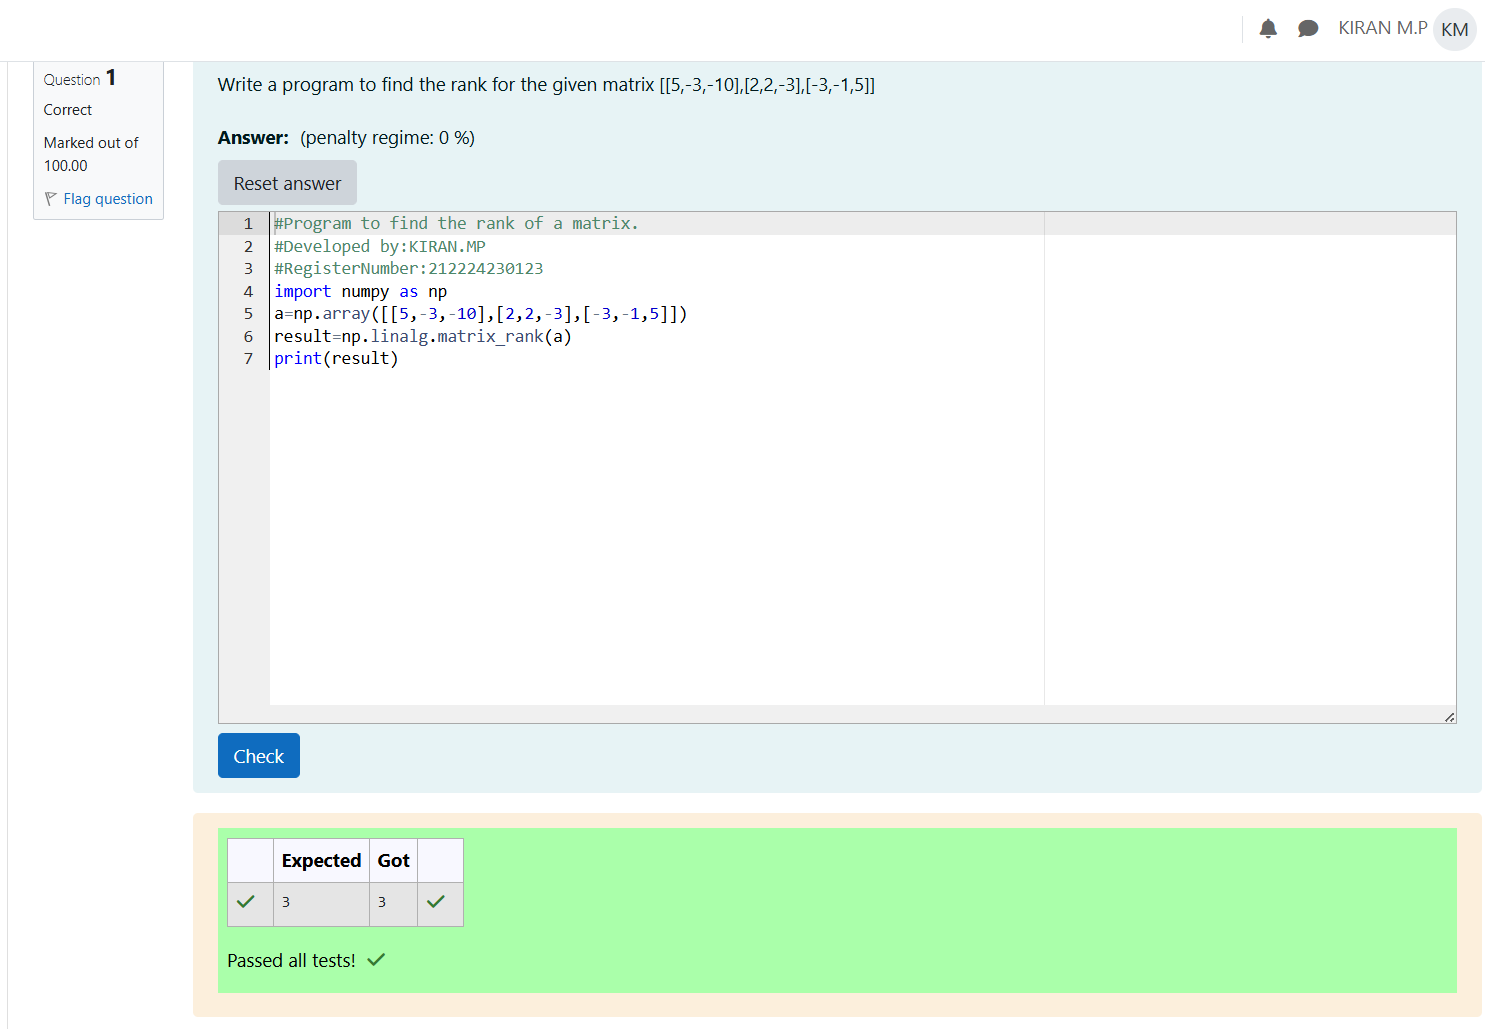 KIRAN M.P KM
Question 1
Correct
Marked out of
100.00
Flag question
Write a program to find the rank for the given matrix [[5,-3,-10],[2,2,-3],[-3,-1,5]]
Answer: (penalty regime: 0 %)
Reset answer
1 #Program to find the rank of a matrix.
2 #Developed by:KIRAN.MP
3 #RegisterNumber:212224230123
4 import numpy as np
5 a=np.array([[5,-3,-10],[2,2,-3],[-3,-1,5]])
6 result=np.linalg.matrix_rank(a)
7 print(result)
Check
Expected Got
3 3
Passed all tests!